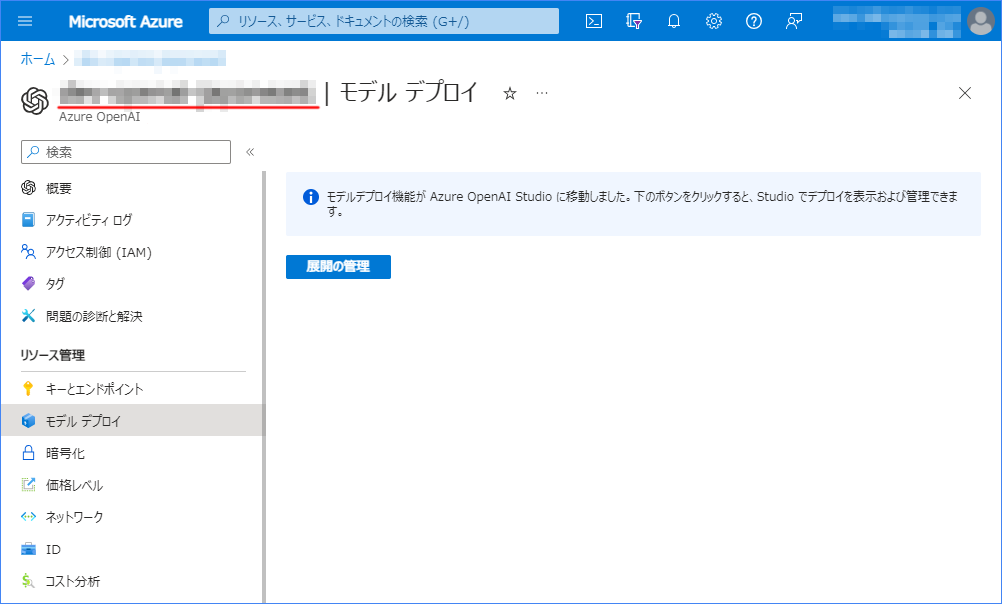 Microsoft Azure
リソース、サービス、ドキュメントの検索 (G+/)
ホーム >
| モデル デプロイ
Azure OpenAI
検索
概要
アクティビティ ログ
アクセス制御 (IAM)
タグ
問題の診断と解決
リソース管理
キーとエンドポイント
モデル デプロイ
暗号化
価格レベル
ネットワーク
ID
コスト分析
モデルデプロイ機能が Azure OpenAI Studio に移動しました。下のボタンをクリックすると、Studio でデプロイを表示および管理できま
す。
展開の管理